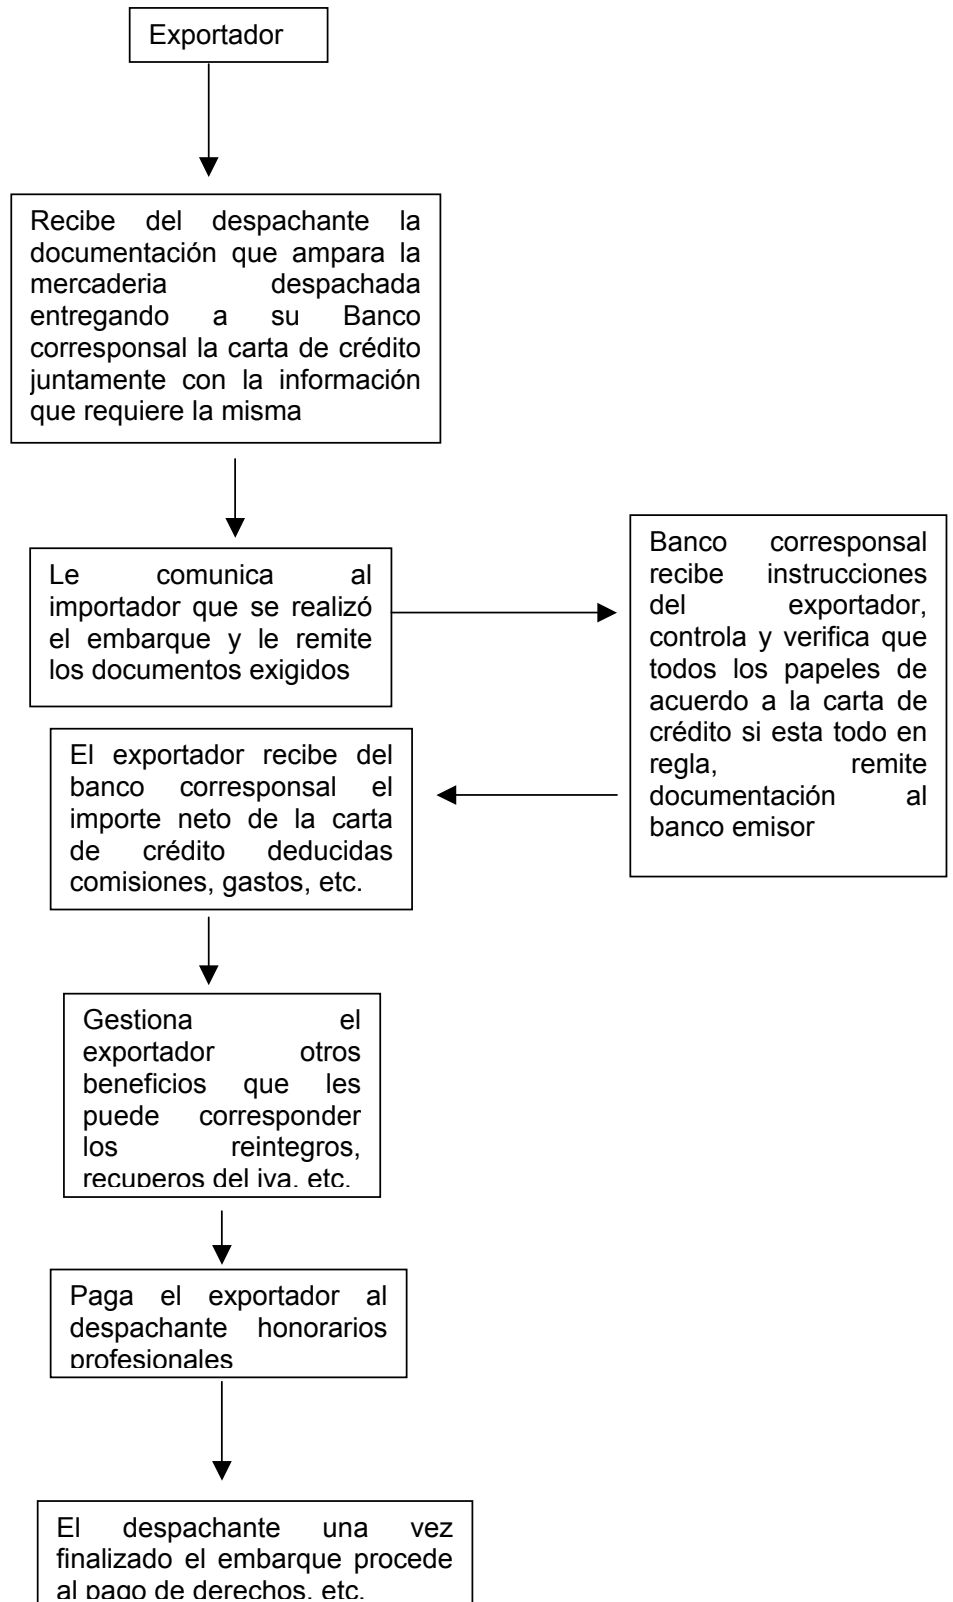 Exportador
Recibe del despachante la
documentación que ampara la
mercaderia despachada
entregando a su Banco
corresponsal la carta de crédito
juntamente con la información
que requiere la misma
Le comunica al
importador que se realizó
el embarque y le remite
los documentos exigidos
Banco corresponsal
recibe instrucciones
del exportador,
controla y verifica que
todos los papeles de
acuerdo a la carta de
crédito si esta todo en
regla, remite
documentación al
banco emisor
El exportador recibe del
banco corresponsal el
importe neto de la carta
de crédito deducidas
comisiones, gastos, etc.
Gestiona el
exportador otros
beneficios que les
puede corresponder
los reintegros,
recuperos del iva, etc.
Paga el exportador al
despachante honorarios
profesionales
El despachante una vez
finalizado el embarque procede
al pago de derechos, etc.